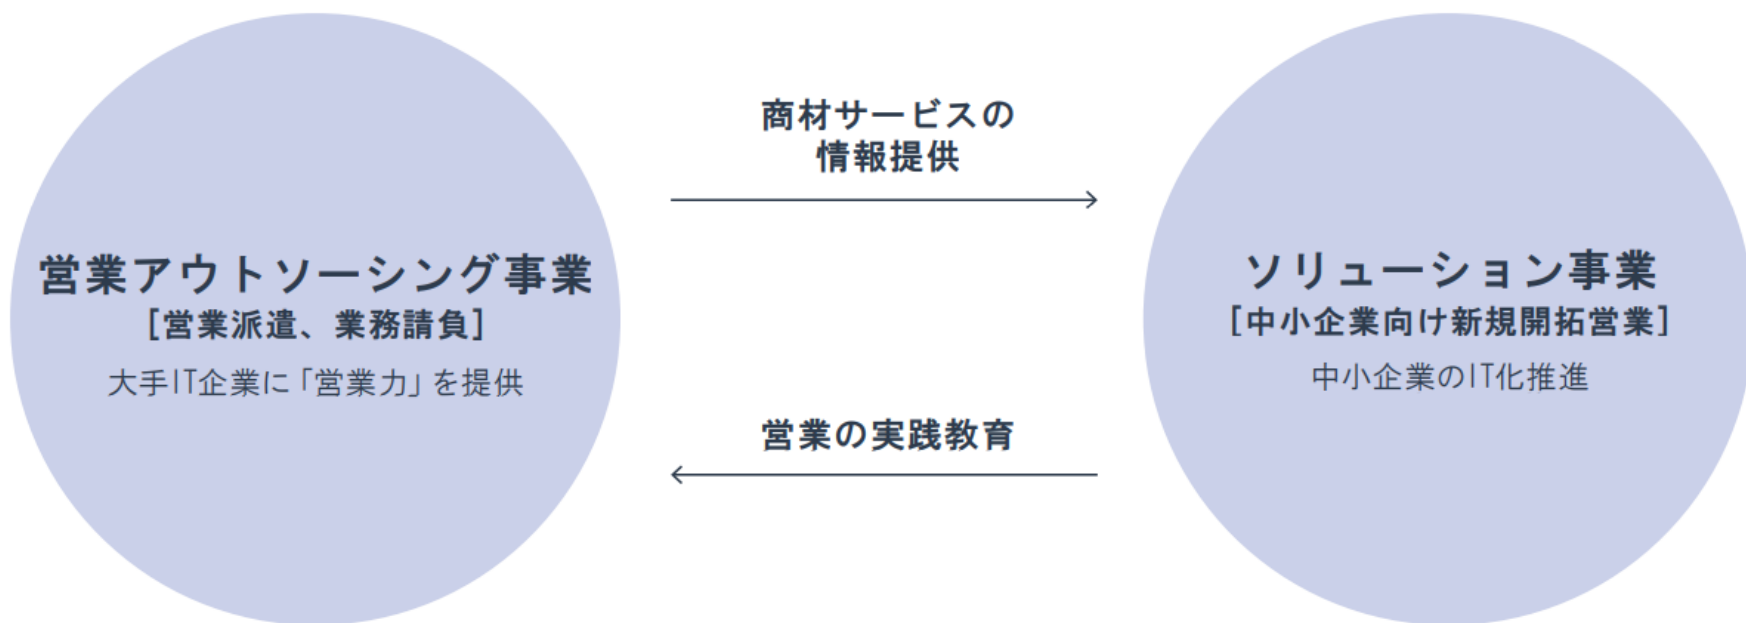 営業アウトソーシング事業
[営業派遣、業務請負]
大手IT企業に「営業力」を提供
商材サービスの
情報提供
営業の実践教育
ソリューション事業
[中小企業向け新規開拓営業]
中小企業のIT化推進